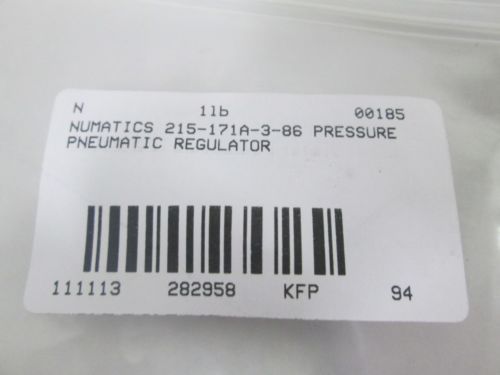 N 1lb 00185
NUMATICS 215-171A-3-86 PRESSURE
PNEUMATIC REGULATOR
111113 282958 KFP 94